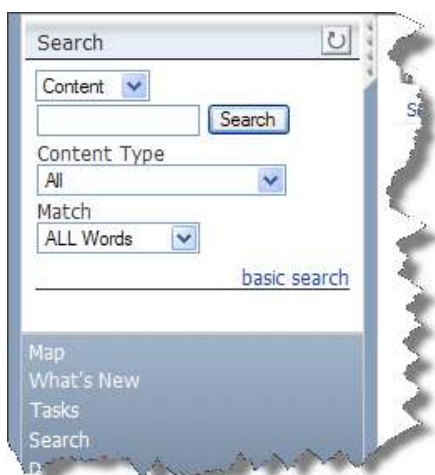 Search
Content
Search
Content Type
All
Match
ALL Words
basic search
Map
What's New
Tasks
Search